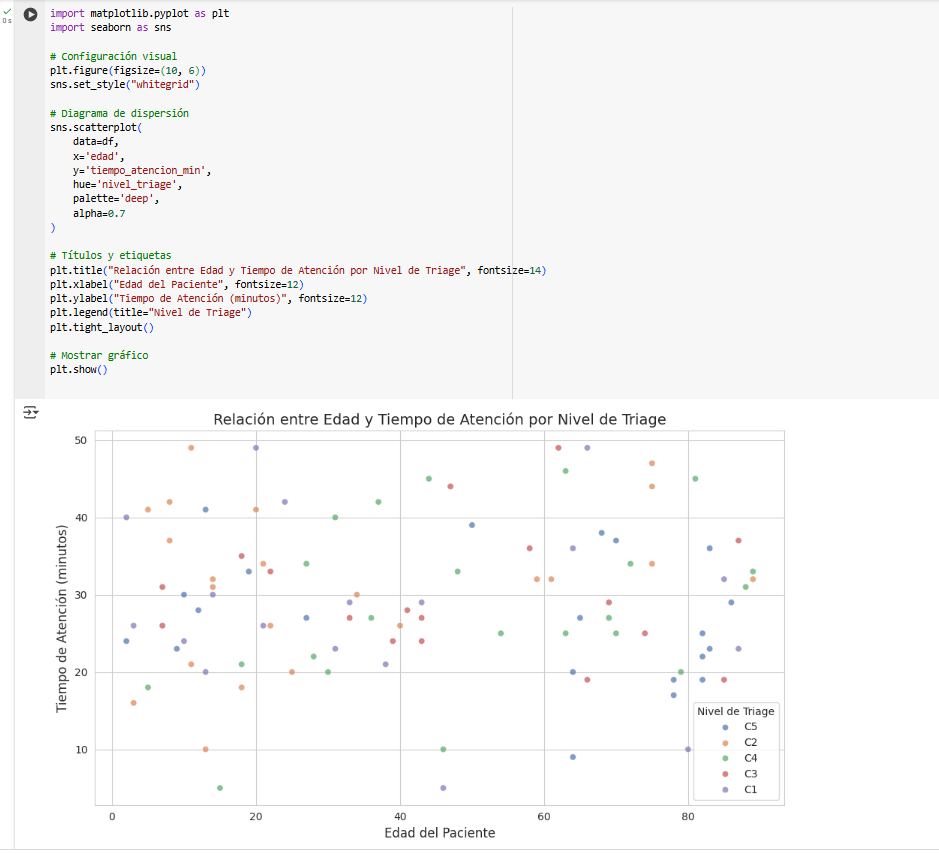 0 s
import matplotlib.pyplot as plt
import seaborn as sns
# Configuración visual
plt.figure(figsize=(10, 6))
sns.set_style("whitegrid")
# Diagrama de dispersión
sns.scatterplot(
    data=df,
    x='edad',
    y='tiempo_atencion_min',
    hue='nivel_triage',
    palette='deep',
    alpha=0.7
)
# Títulos y etiquetas
plt.title("Relación entre Edad y Tiempo de Atención por Nivel de Triage", fontsize=14)
plt.xlabel("Edad del Paciente", fontsize=12)
plt.ylabel("Tiempo de Atención (minutos)", fontsize=12)
plt.legend(title="Nivel de Triage")
plt.tight_layout()
# Mostrar gráfico
plt.show()
Relación entre Edad y Tiempo de Atención por Nivel de Triage
Tiempo de Atención (minutos)
50
40
30
20
10
Nivel de Triage
C5
C2
C4
C3
C1
0 20 40 60 80
Edad del Paciente